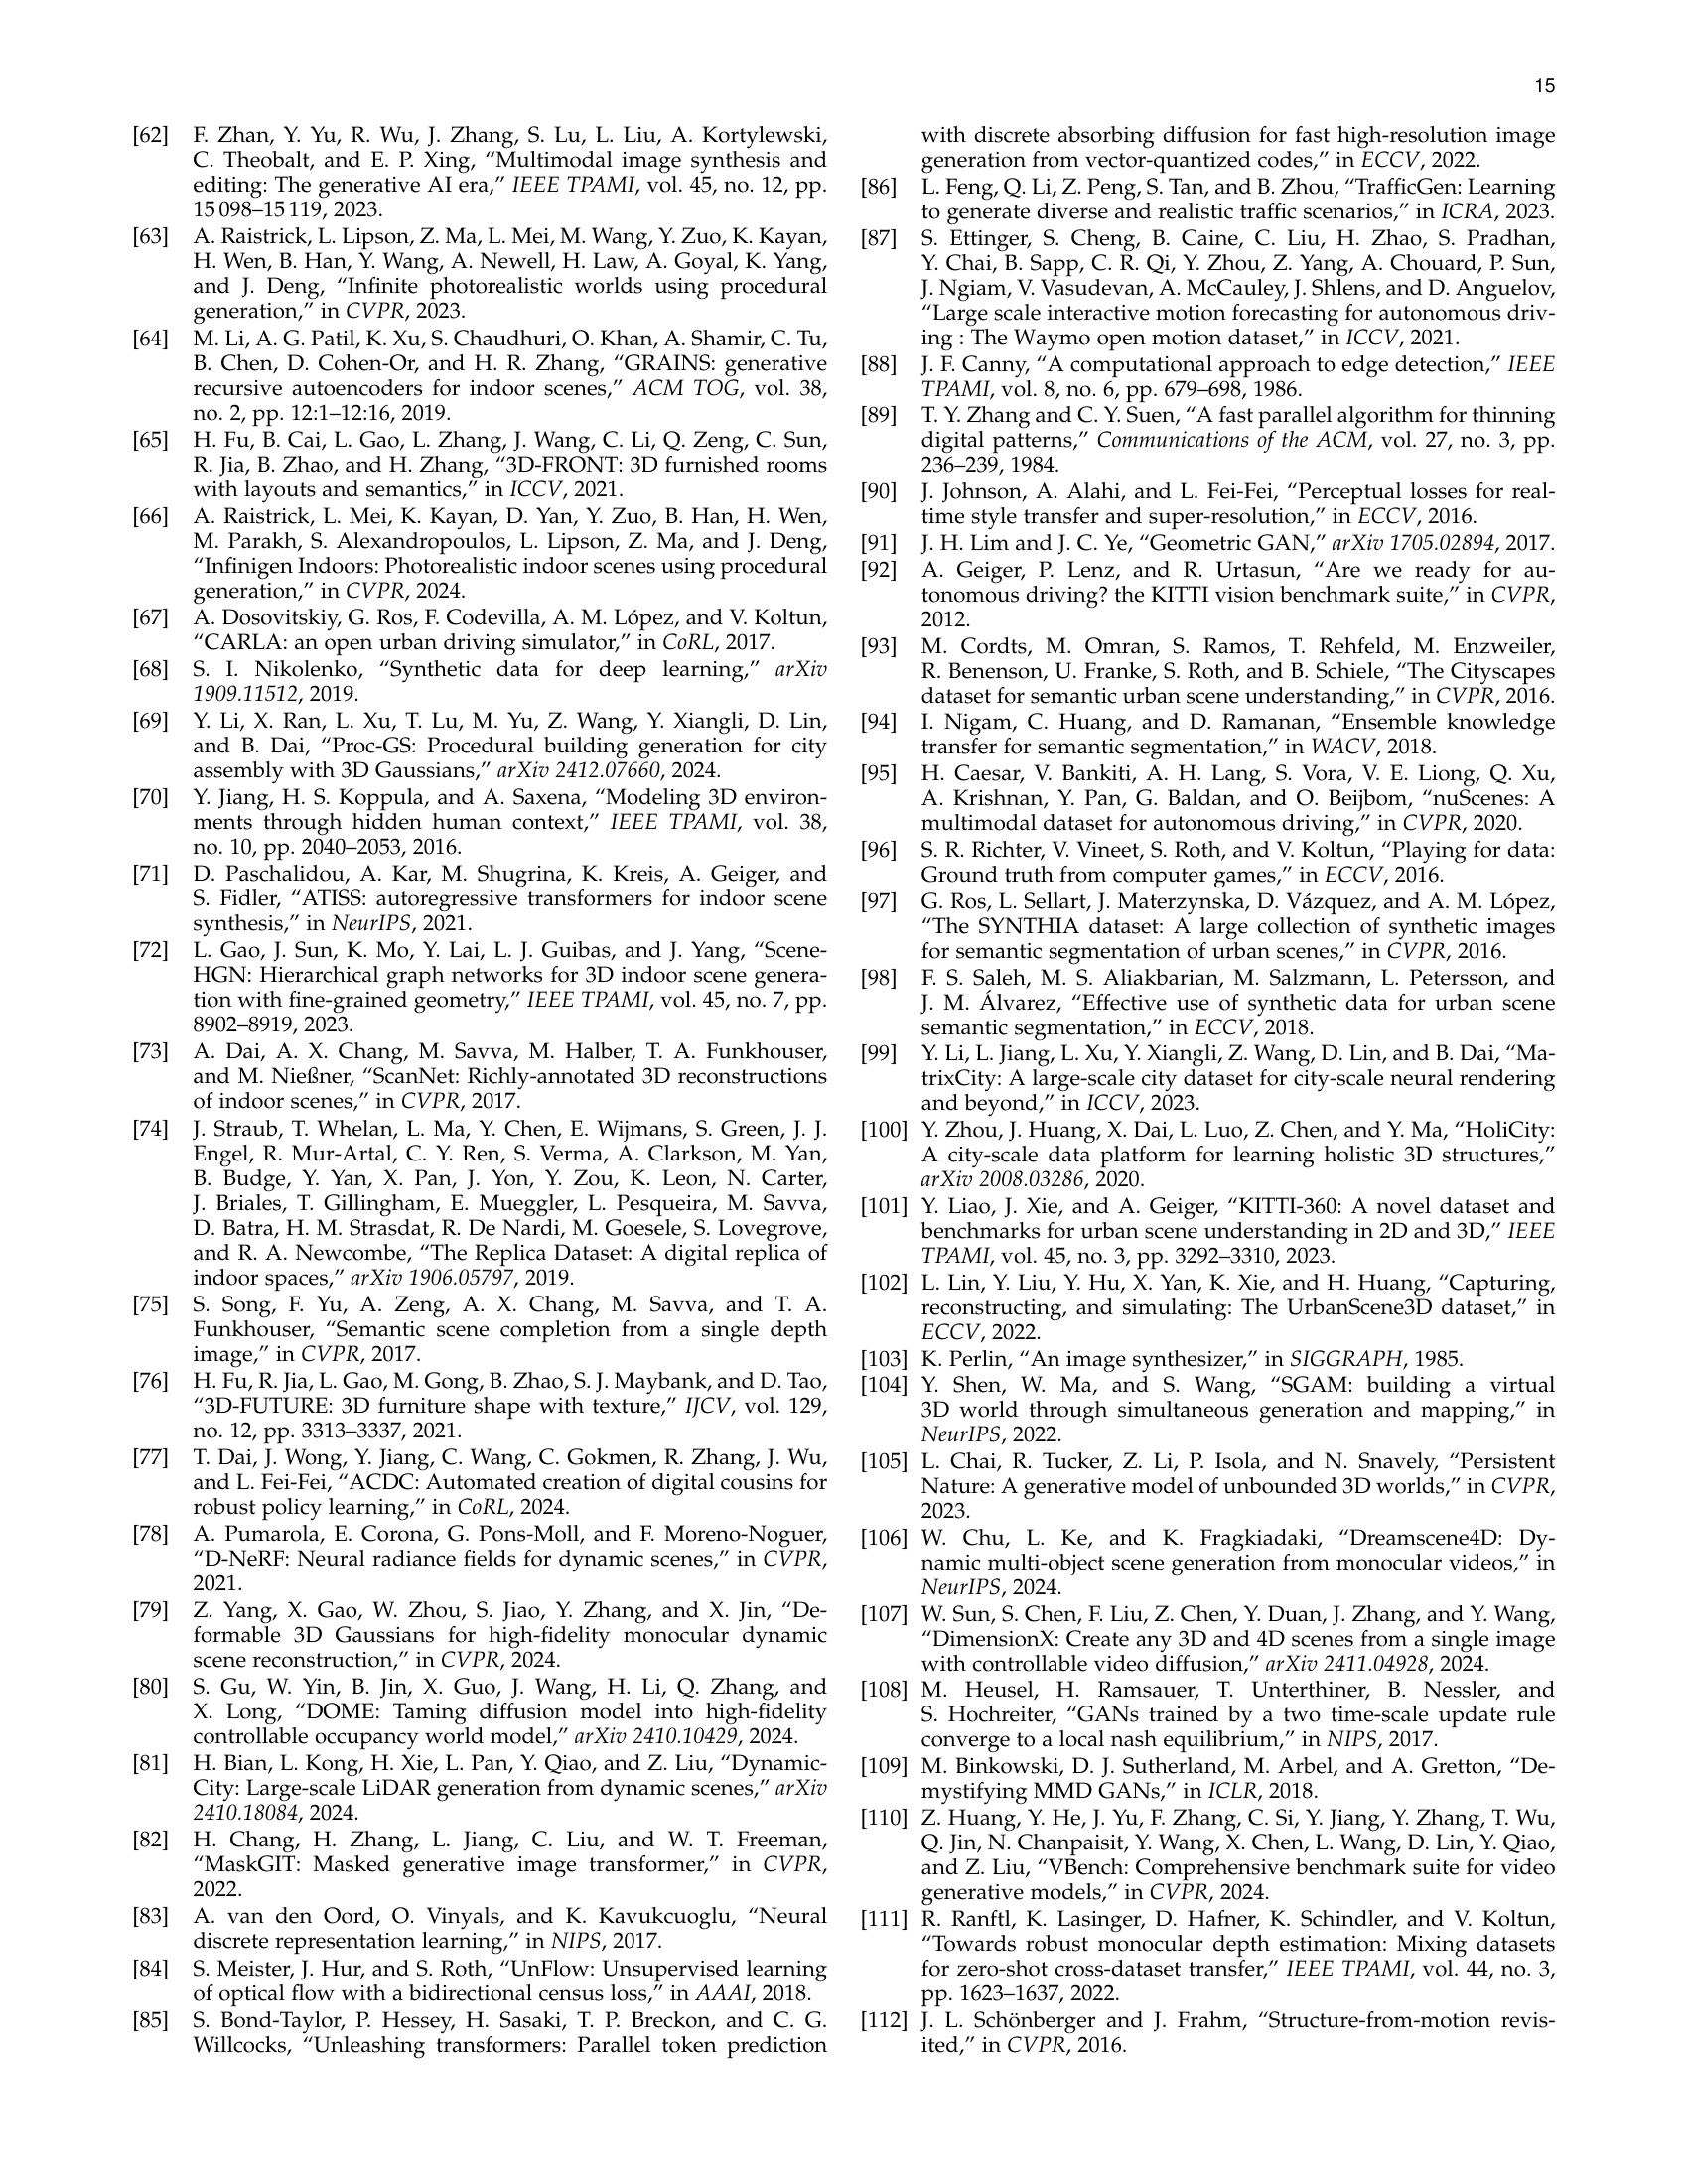 15
[62] F. Zhan, Y. Yu, R. Wu, J. Zhang, S. Lu, L. Liu, A. Kortylewski,
C. Theobalt, and E. P. Xing, “Multimodal image synthesis and
editing: The generative AI era,” IEEE TPAMI, vol. 45, no. 12, pp.
15 098–15 119, 2023.
[63] A. Raistrick, L. Lipson, Z. Ma, L. Mei, M. Wang, Y. Zuo, K. Kayan,
H. Wen, B. Han, Y. Wang, A. Newell, H. Law, A. Goyal, K. Yang,
and J. Deng, “Infinite photorealistic worlds using procedural
generation,” in CVPR, 2023.
[64] M. Li, A. G. Patil, K. Xu, S. Chaudhuri, O. Khan, A. Shamir, C. Tu,
B. Chen, D. Cohen-Or, and H. R. Zhang, “GRAINS: generative
recursive autoencoders for indoor scenes,” ACM TOG, vol. 38,
no. 2, pp. 12:1–12:16, 2019.
[65] H. Fu, B. Cai, L. Gao, L. Zhang, J. Wang, C. Li, Q. Zeng, C. Sun,
R. Jia, B. Zhao, and H. Zhang, “3D-FRONT: 3D furnished rooms
with layouts and semantics,” in ICCV, 2021.
[66] A. Raistrick, L. Mei, K. Kayan, D. Yan, Y. Zuo, B. Han, H. Wen,
M. Parakh, S. Alexandropoulos, L. Lipson, Z. Ma, and J. Deng,
“Infinigen Indoors: Photorealistic indoor scenes using procedural
generation,” in CVPR, 2024.
[67] A. Dosovitskiy, G. Ros, F. Codevilla, A. M. López, and V. Koltun,
“CARLA: an open urban driving simulator,” in CoRL, 2017.
[68] S. I. Nikolenko, “Synthetic data for deep learning,” arXiv
1909.11512, 2019.
[69] Y. Li, X. Ran, L. Xu, T. Lu, M. Yu, Z. Wang, Y. Xiangli, D. Lin,
and B. Dai, “Proc-GS: Procedural building generation for city
assembly with 3D Gaussians,” arXiv 2412.07660, 2024.
[70] Y. Jiang, H. S. Koppula, and A. Saxena, “Modeling 3D environ-
ments through hidden human context,” IEEE TPAMI, vol. 38,
no. 10, pp. 2040–2053, 2016.
[71] D. Paschalidou, A. Kar, M. Shugrina, K. Kreis, A. Geiger, and
S. Fidler, “ATISS: autoregressive transformers for indoor scene
synthesis,” in NeurIPS, 2021.
[72] L. Gao, J. Sun, K. Mo, Y. Lai, L. J. Guibas, and J. Yang, “Scene-
HGN: Hierarchical graph networks for 3D indoor scene genera-
tion with fine-grained geometry,” IEEE TPAMI, vol. 45, no. 7, pp.
8902–8919, 2023.
[73] A. Dai, A. X. Chang, M. Savva, M. Halber, T. A. Funkhouser,
and M. Nießner, “ScanNet: Richly-annotated 3D reconstructions
of indoor scenes,” in CVPR, 2017.
[74] J. Straub, T. Whelan, L. Ma, Y. Chen, E. Wijmans, S. Green, J. J.
Engel, R. Mur-Artal, C. Y. Ren, S. Verma, A. Clarkson, M. Yan,
B. Budge, Y. Yan, X. Pan, J. Yon, Y. Zou, K. Leon, N. Carter,
J. Briales, T. Gillingham, E. Mueggler, L. Pesqueira, M. Savva,
D. Batra, H. M. Strasdat, R. De Nardi, M. Goesele, S. Lovegrove,
and R. A. Newcombe, “The Replica Dataset: A digital replica of
indoor spaces,” arXiv 1906.05797, 2019.
[75] S. Song, F. Yu, A. Zeng, A. X. Chang, M. Savva, and T. A.
Funkhouser, “Semantic scene completion from a single depth
image,” in CVPR, 2017.
[76] H. Fu, R. Jia, L. Gao, M. Gong, B. Zhao, S. J. Maybank, and D. Tao,
“3D-FUTURE: 3D furniture shape with texture,” IJCV, vol. 129,
no. 12, pp. 3313–3337, 2021.
[77] T. Dai, J. Wong, Y. Jiang, C. Wang, C. Gokmen, R. Zhang, J. Wu,
and L. Fei-Fei, “ACDC: Automated creation of digital cousins for
robust policy learning,” in CoRL, 2024.
[78] A. Pumarola, E. Corona, G. Pons-Moll, and F. Moreno-Noguer,
“D-NeRF: Neural radiance fields for dynamic scenes,” in CVPR,
2021.
[79] Z. Yang, X. Gao, W. Zhou, S. Jiao, Y. Zhang, and X. Jin, “De-
formable 3D Gaussians for high-fidelity monocular dynamic
scene reconstruction,” in CVPR, 2024.
[80] S. Gu, W. Yin, B. Jin, X. Guo, J. Wang, H. Li, Q. Zhang, and
X. Long, “DOME: Taming diffusion model into high-fidelity
controllable occupancy world model,” arXiv 2410.10429, 2024.
[81] H. Bian, L. Kong, H. Xie, L. Pan, Y. Qiao, and Z. Liu, “Dynamic-
City: Large-scale LiDAR generation from dynamic scenes,” arXiv
2410.18084, 2024.
[82] H. Chang, H. Zhang, L. Jiang, C. Liu, and W. T. Freeman,
“MaskGIT: Masked generative image transformer,” in CVPR,
2022.
[83] A. van den Oord, O. Vinyals, and K. Kavukcuoglu, “Neural
discrete representation learning,” in NIPS, 2017.
[84] S. Meister, J. Hur, and S. Roth, “UnFlow: Unsupervised learning
of optical flow with a bidirectional census loss,” in AAAI, 2018.
[85] S. Bond-Taylor, P. Hessey, H. Sasaki, T. P. Breckon, and C. G.
Willcocks, “Unleashing transformers: Parallel token prediction
with discrete absorbing diffusion for fast high-resolution image
generation from vector-quantized codes,” in ECCV, 2022.
[86] L. Feng, Q. Li, Z. Peng, S. Tan, and B. Zhou, “TrafficGen: Learning
to generate diverse and realistic traffic scenarios,” in ICRA, 2023.
[87] S. Ettinger, S. Cheng, B. Caine, C. Liu, H. Zhao, S. Pradhan,
Y. Chai, B. Sapp, C. R. Qi, Y. Zhou, Z. Yang, A. Chouard, P. Sun,
J. Ngiam, V. Vasudevan, A. McCauley, J. Shlens, and D. Anguelov,
“Large scale interactive motion forecasting for autonomous driv-
ing : The Waymo open motion dataset,” in ICCV, 2021.
[88] J. F. Canny, “A computational approach to edge detection,” IEEE
TPAMI, vol. 8, no. 6, pp. 679–698, 1986.
[89] T. Y. Zhang and C. Y. Suen, “A fast parallel algorithm for thinning
digital patterns,” Communications of the ACM, vol. 27, no. 3, pp.
236–239, 1984.
[90] J. Johnson, A. Alahi, and L. Fei-Fei, “Perceptual losses for real-
time style transfer and super-resolution,” in ECCV, 2016.
[91] J. H. Lim and J. C. Ye, “Geometric GAN,” arXiv 1705.02894, 2017.
[92] A. Geiger, P. Lenz, and R. Urtasun, “Are we ready for au-
tonomous driving? the KITTI vision benchmark suite,” in CVPR,
2012.
[93] M. Cordts, M. Omran, S. Ramos, T. Rehfeld, M. Enzweiler,
R. Benenson, U. Franke, S. Roth, and B. Schiele, “The Cityscapes
dataset for semantic urban scene understanding,” in CVPR, 2016.
[94] I. Nigam, C. Huang, and D. Ramanan, “Ensemble knowledge
transfer for semantic segmentation,” in WACV, 2018.
[95] H. Caesar, V. Bankiti, A. H. Lang, S. Vora, V. E. Liong, Q. Xu,
A. Krishnan, Y. Pan, G. Baldan, and O. Beijbom, “nuScenes: A
multimodal dataset for autonomous driving,” in CVPR, 2020.
[96] S. R. Richter, V. Vineet, S. Roth, and V. Koltun, “Playing for data:
Ground truth from computer games,” in ECCV, 2016.
[97] G. Ros, L. Sellart, J. Materzynska, D. Vázquez, and A. M. López,
“The SYNTHIA dataset: A large collection of synthetic images
for semantic segmentation of urban scenes,” in CVPR, 2016.
[98] F. S. Saleh, M. S. Aliakbarian, M. Salzmann, L. Petersson, and
J. M. Álvarez, “Effective use of synthetic data for urban scene
semantic segmentation,” in ECCV, 2018.
[99] Y. Li, L. Jiang, L. Xu, Y. Xiangli, Z. Wang, D. Lin, and B. Dai, “Ma-
trixCity: A large-scale city dataset for city-scale neural rendering
and beyond,” in ICCV, 2023.
[100] Y. Zhou, J. Huang, X. Dai, L. Luo, Z. Chen, and Y. Ma, “HoliCity:
A city-scale data platform for learning holistic 3D structures,”
arXiv 2008.03286, 2020.
[101] Y. Liao, J. Xie, and A. Geiger, “KITTI-360: A novel dataset and
benchmarks for urban scene understanding in 2D and 3D,” IEEE
TPAMI, vol. 45, no. 3, pp. 3292–3310, 2023.
[102] L. Lin, Y. Liu, Y. Hu, X. Yan, K. Xie, and H. Huang, “Capturing,
reconstructing, and simulating: The UrbanScene3D dataset,” in
ECCV, 2022.
[103] K. Perlin, “An image synthesizer,” in SIGGRAPH, 1985.
[104] Y. Shen, W. Ma, and S. Wang, “SGAM: building a virtual
3D world through simultaneous generation and mapping,” in
NeurIPS, 2022.
[105] L. Chai, R. Tucker, Z. Li, P. Isola, and N. Snavely, “Persistent
Nature: A generative model of unbounded 3D worlds,” in CVPR,
2023.
[106] W. Chu, L. Ke, and K. Fragkiadaki, “Dreamscene4D: Dy-
namic multi-object scene generation from monocular videos,” in
NeurIPS, 2024.
[107] W. Sun, S. Chen, F. Liu, Z. Chen, Y. Duan, J. Zhang, and Y. Wang,
“DimensionX: Create any 3D and 4D scenes from a single image
with controllable video diffusion,” arXiv 2411.04928, 2024.
[108] M. Heusel, H. Ramsauer, T. Unterthiner, B. Nessler, and
S. Hochreiter, “GANs trained by a two time-scale update rule
converge to a local nash equilibrium,” in NIPS, 2017.
[109] M. Binkowski, D. J. Sutherland, M. Arbel, and A. Gretton, “De-
mystifying MMD GANs,” in ICLR, 2018.
[110] Z. Huang, Y. He, J. Yu, F. Zhang, C. Si, Y. Jiang, Y. Zhang, T. Wu,
Q. Jin, N. Chanpaisit, Y. Wang, X. Chen, L. Wang, D. Lin, Y. Qiao,
and Z. Liu, “VBench: Comprehensive benchmark suite for video
generative models,” in CVPR, 2024.
[111] R. Ranftl, K. Lasinger, D. Hafner, K. Schindler, and V. Koltun,
“Towards robust monocular depth estimation: Mixing datasets
for zero-shot cross-dataset transfer,” IEEE TPAMI, vol. 44, no. 3,
pp. 1623–1637, 2022.
[112] J. L. Schönberger and J. Frahm, “Structure-from-motion revis-
ited,” in CVPR, 2016.